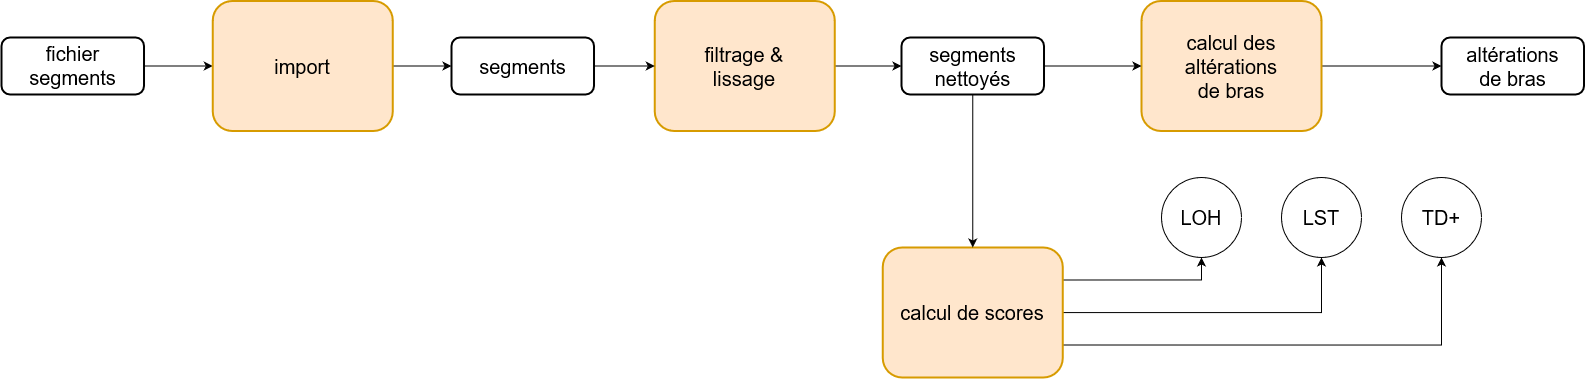 fichier
segments
import
segments
filtrage &
lissage
segments
nettoyés
calcul des
altérations
de bras
altérations
de bras
LOH
LST
TD+
calcul de scores